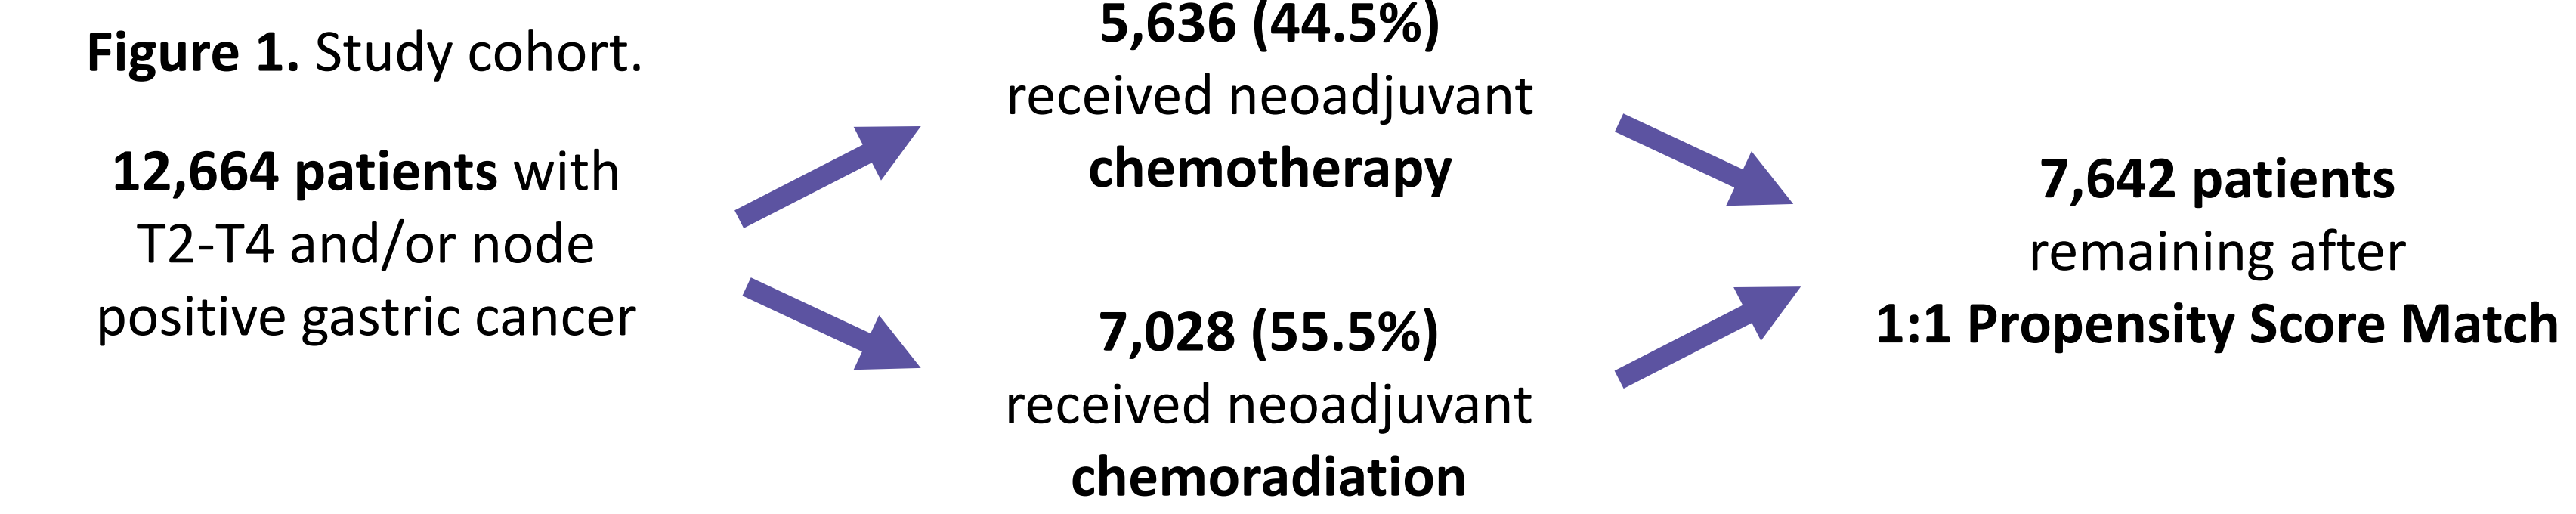 Figure 1. Study cohort.
12,664 patients with
T2-T4 and/or node
positive gastric cancer
5,636 (44.5%)
received neoadjuvant
chemotherapy
7,028 (55.5%)
received neoadjuvant
chemoradiation
7,642 patients
remaining after
1:1 Propensity Score Match